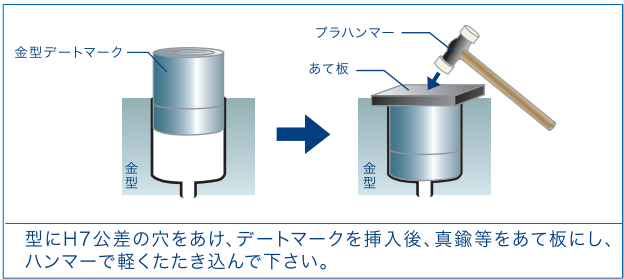 金型デートマーク
金型
プラハンマー
あて板
金型
型にH7公差の穴をあけ、デートマークを挿入後、真鍮等をあて板にし、
ハンマーで軽くたたき込んで下さい。